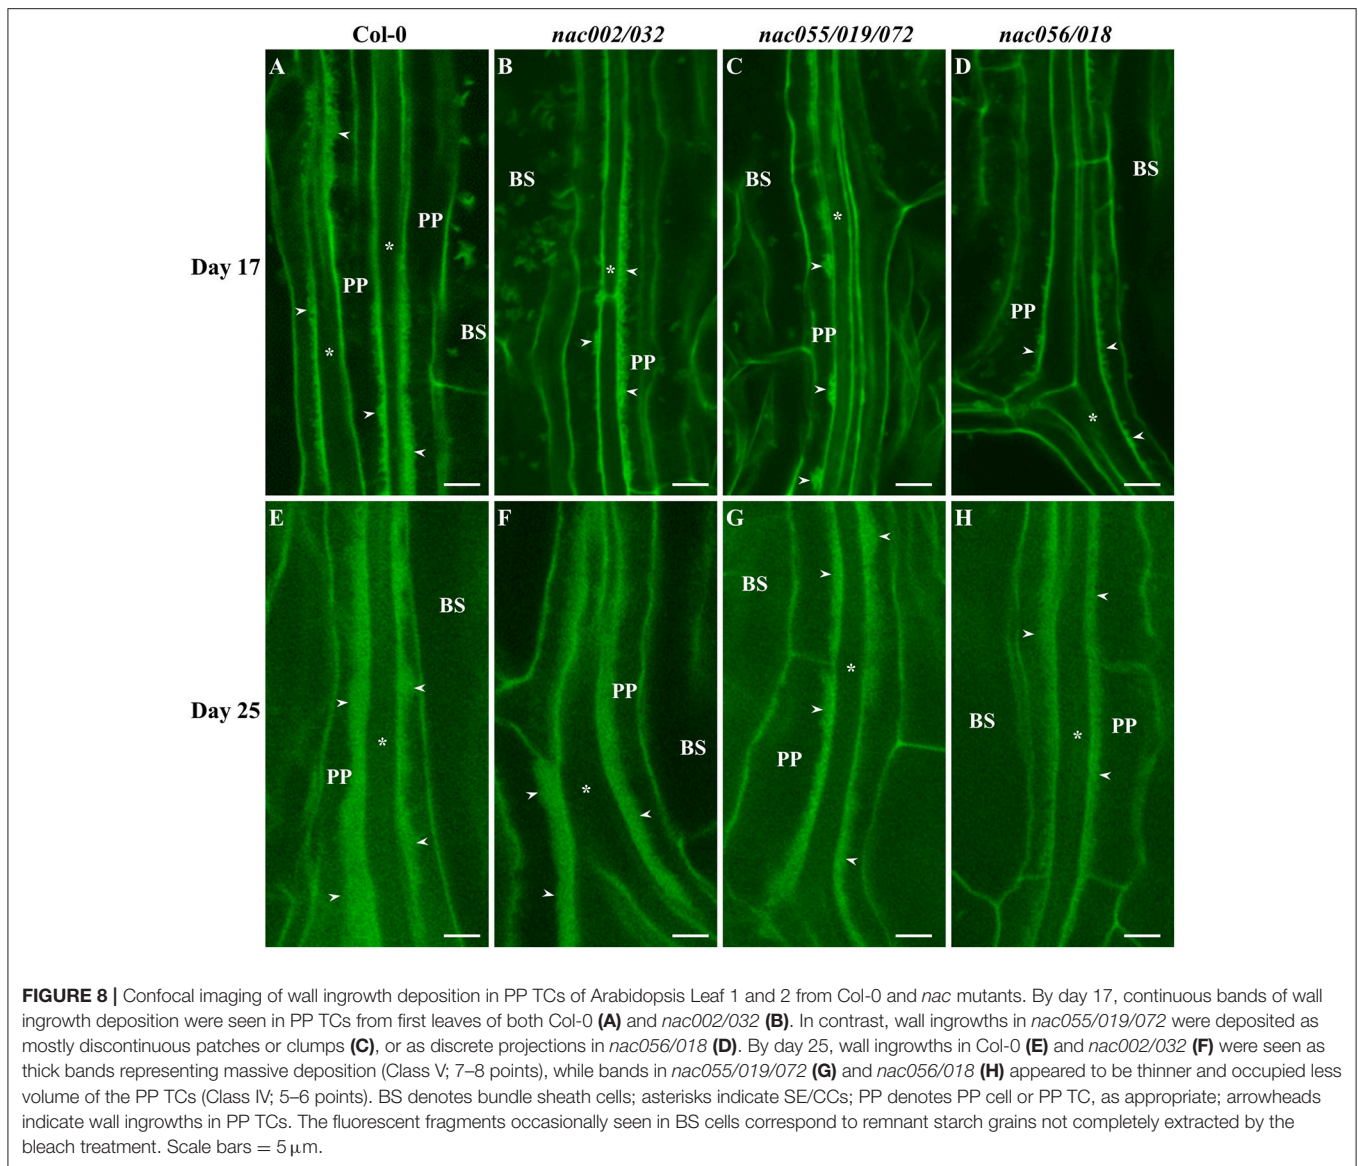 Col-0 nac002/032 nac055/019/072 nac056/018
A B C D
BS
BS
BS
PP
* * *
Day 17
PP
PP
*
BS
PP
PP
*
E F G H
BS
BS
PP
*
BS
PP
Day 25
*
BS
*
PP
PP
*
FIGURE 8 | Confocal imaging of wall ingrowth deposition in PP TCs of Arabidopsis Leaf 1 and 2 from Col-0 and nac mutants. By day 17, continuous bands of wall
ingrowth deposition were seen in PP TCs from first leaves of both Col-0 (A) and nac002/032 (B). In contrast, wall ingrowths in nac055/019/072 were deposited as
mostly discontinuous patches or clumps (C), or as discrete projections in nac056/018 (D). By day 25, wall ingrowths in Col-0 (E) and nac002/032 (F) were seen as
thick bands representing massive deposition (Class V; 7–8 points), while bands in nac055/019/072 (G) and nac056/018 (H) appeared to be thinner and occupied less
volume of the PP TCs (Class IV; 5–6 points). BS denotes bundle sheath cells; asterisks indicate SE/CCs; PP denotes PP cell or PP TC, as appropriate; arrowheads
indicate wall ingrowths in PP TCs. The fluorescent fragments occasionally seen in BS cells correspond to remnant starch grains not completely extracted by the
bleach treatment. Scale bars = 5 μm.